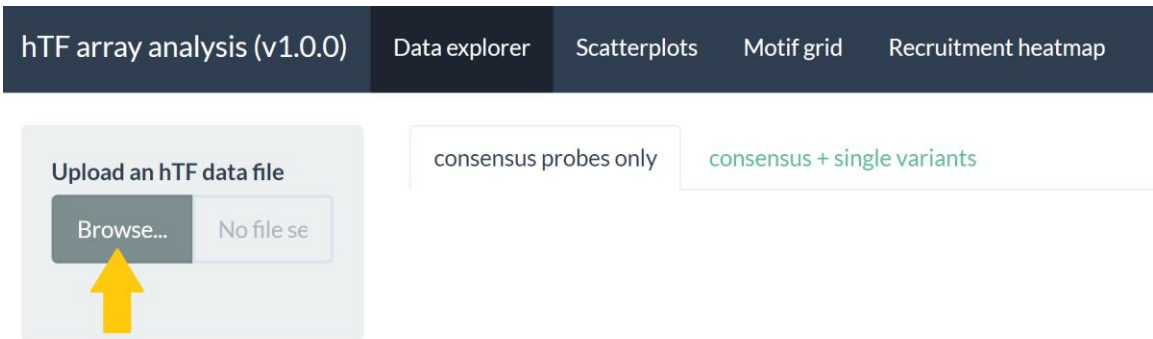 hTF array analysis (v1.0.0) Data explorer Scatterplots Motif grid Recruitment heatmap
Upload an hTF data file
Browse... No file se
consensus probes only consensus + single variants